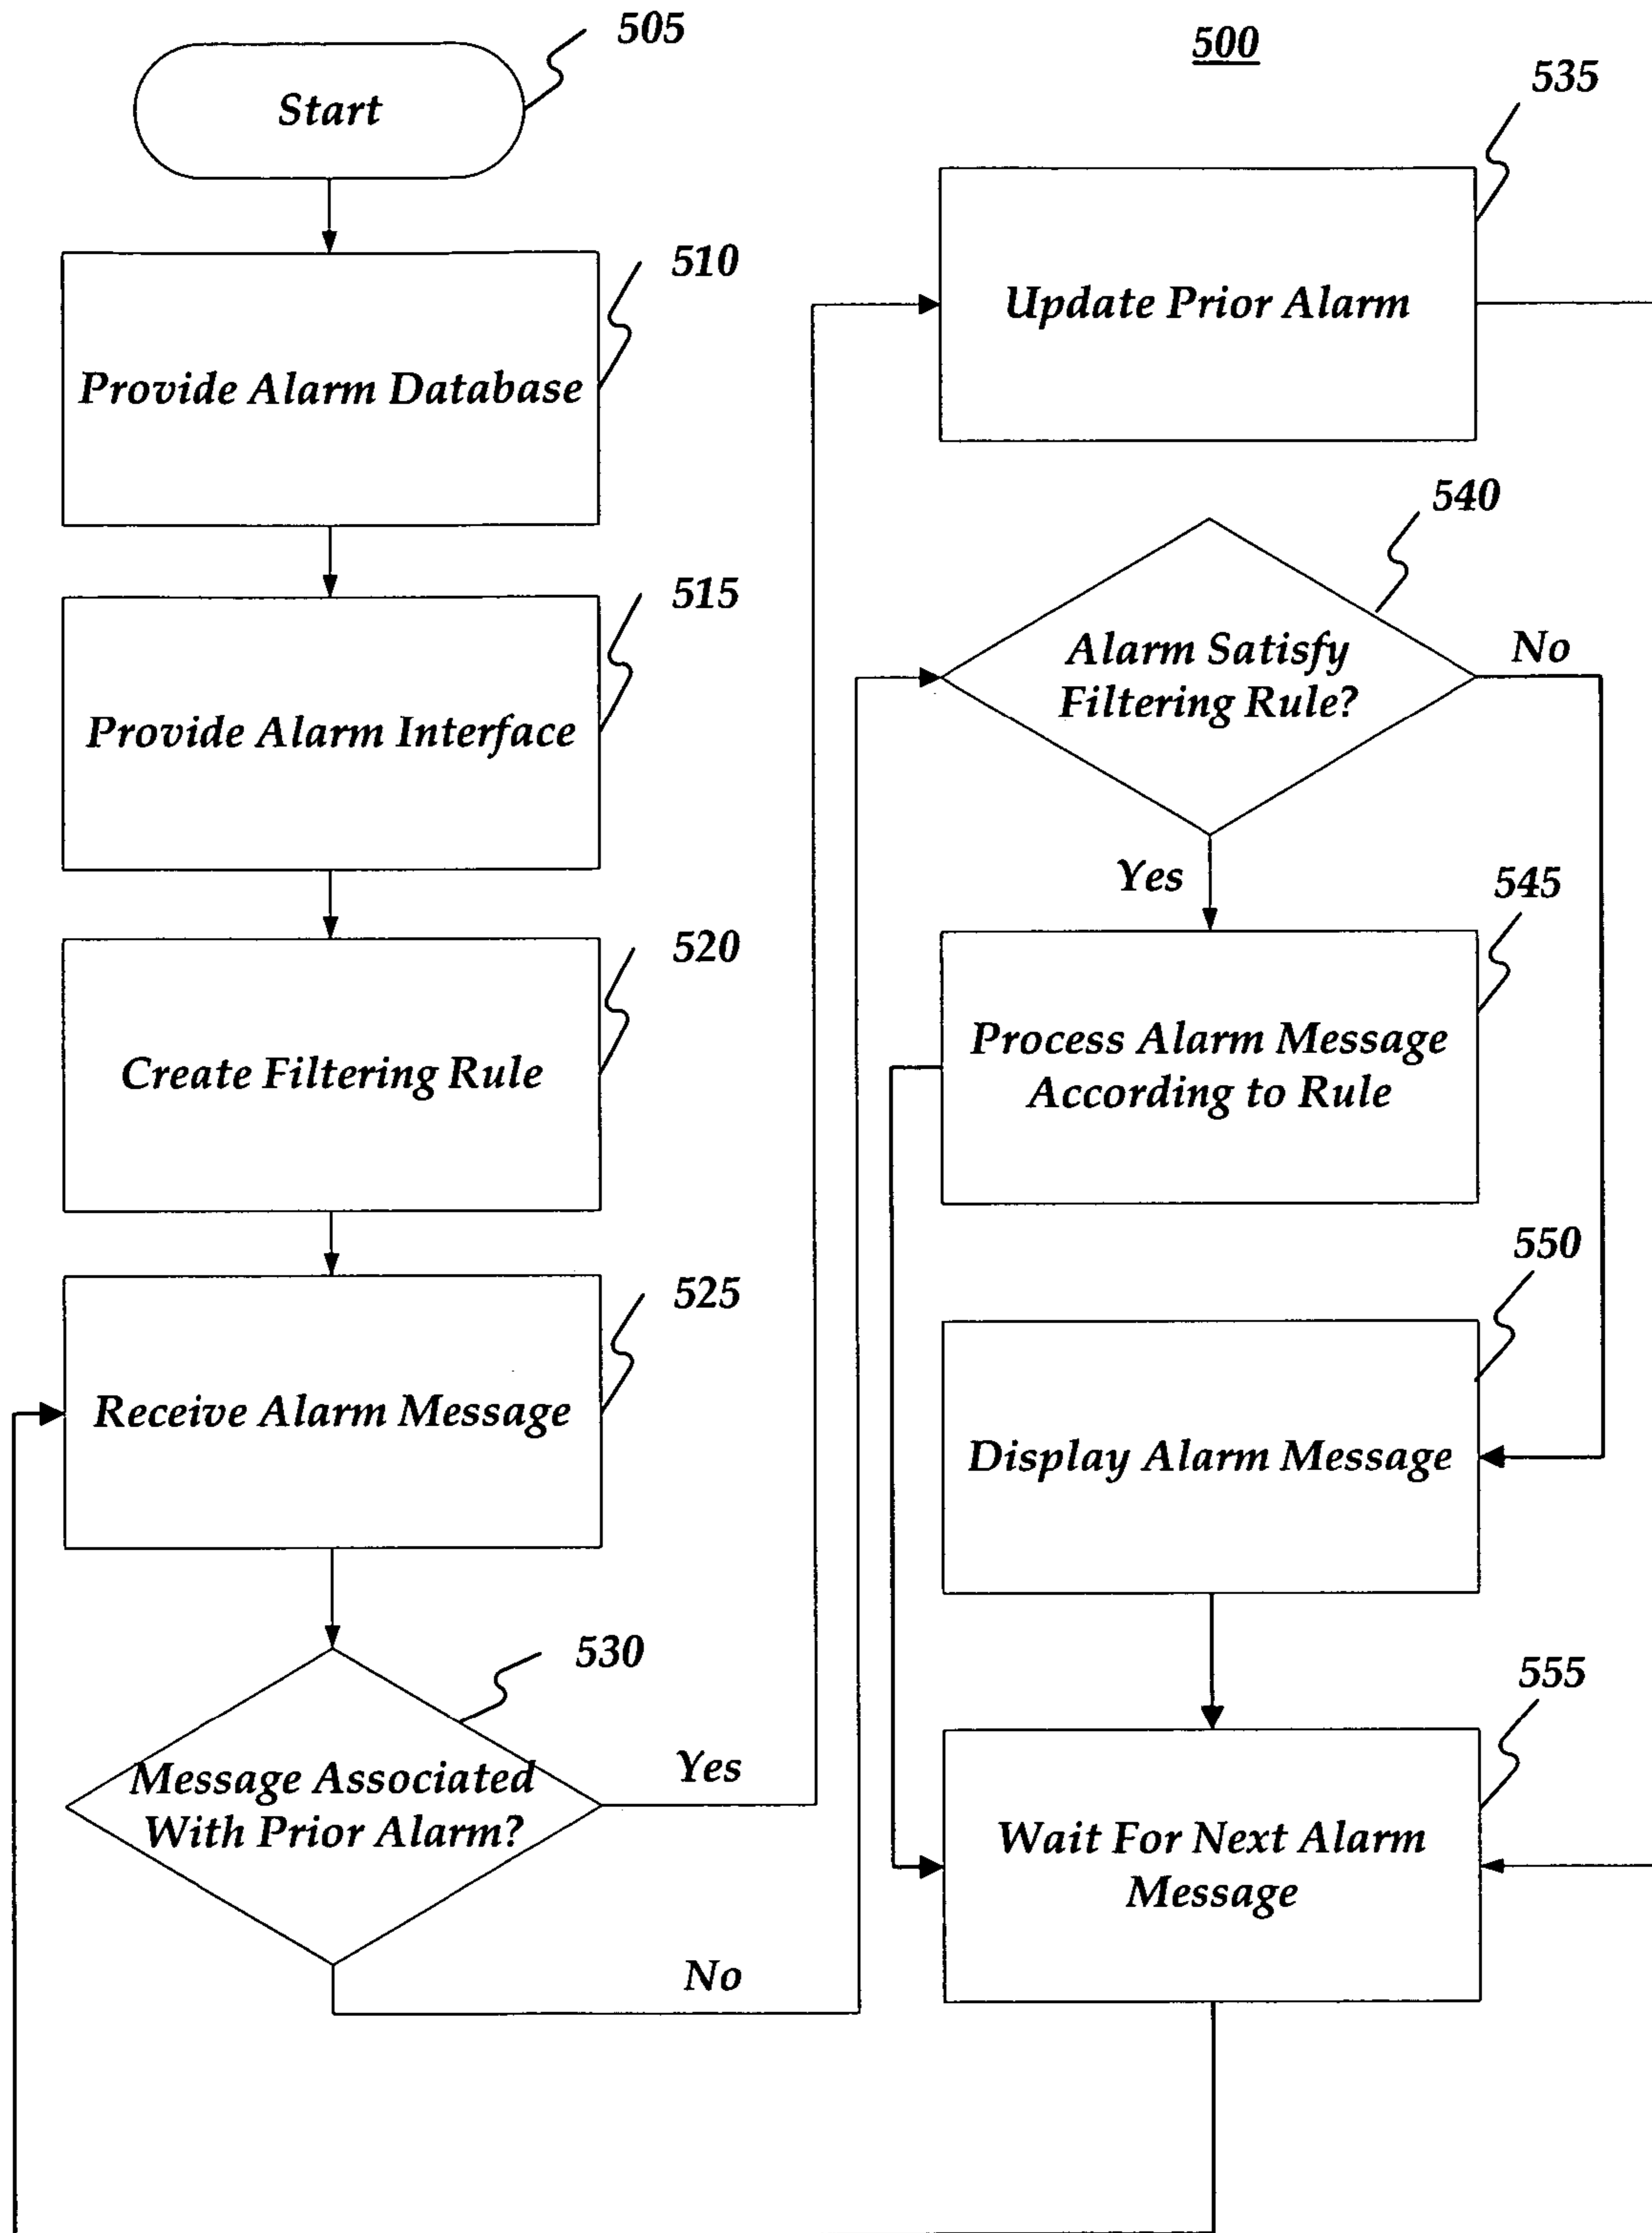 505
Start
510
Provide Alarm Database
515
Provide Alarm Interface
520
Create Filtering Rule
525
Receive Alarm Message
530
Message Associated
With Prior Alarm?
Yes
No
500
535
Update Prior Alarm
540
Alarm Satisfy
Filtering Rule?
No
Yes
545
Process Alarm Message
According to Rule
550
Display Alarm Message
555
Wait For Next Alarm
Message